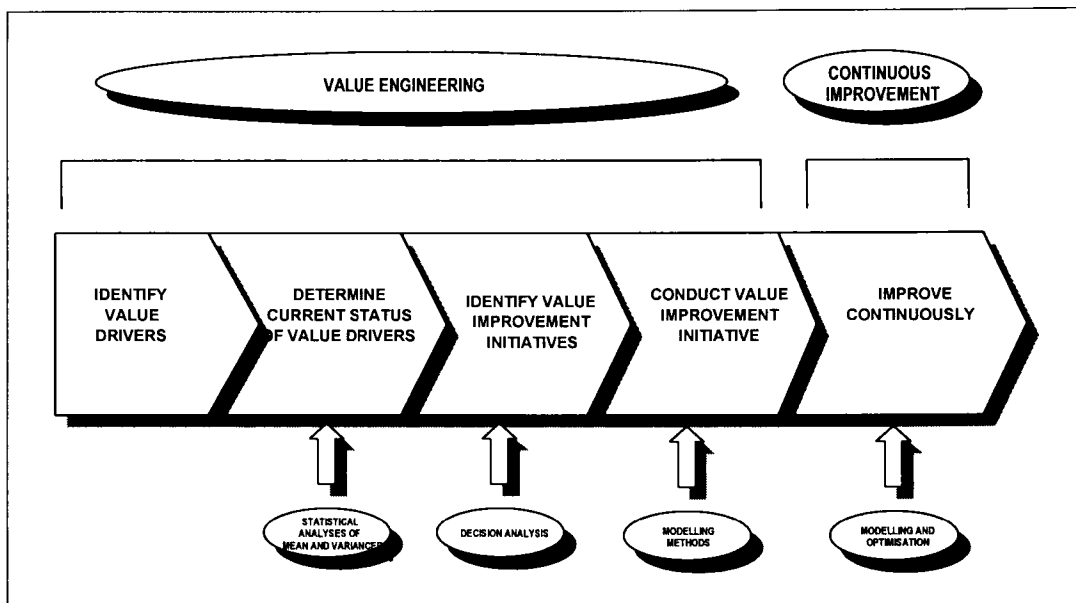 VALUE ENGINEERING
CONTINUOUS
IMPROVEMENT
IDENTIFY
VALUE
DRIVERS
DETERMINE
CURRENT STATUS
OF VALUE DRIVERS
IDENTIFY VALUE
IMPROVEMENT
INITIATIVES
CONDUCT VALUE
IMPROVEMENT
INITIATIVE
IMPROVE
CONTINUOUSLY
STATISTICAL
ANALYSES OF
MEAN AND VARIANCE
DECISION ANALYSIS
MODELLING
METHODS
MODELLING AND
OPTIMISATION